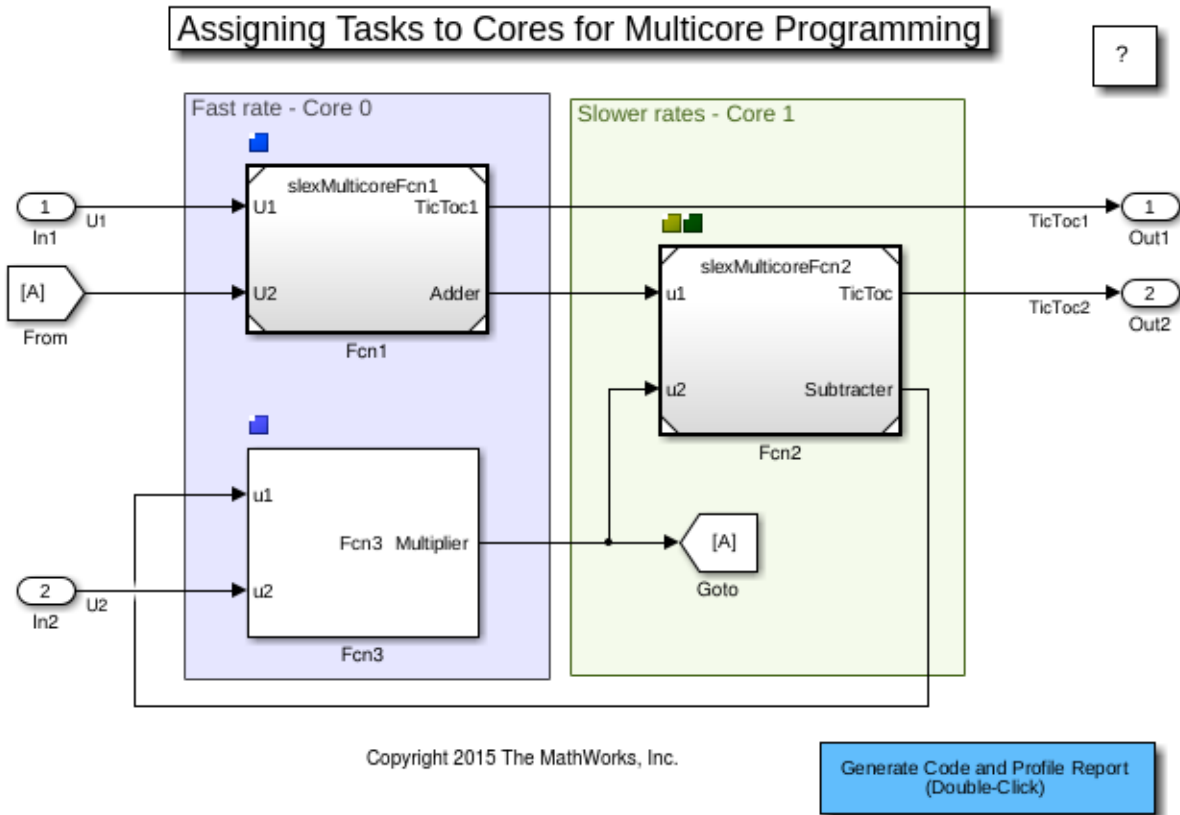 Assigning Tasks to Cores for Multicore Programming
?
Fast rate - Core 0
Slower rates - Core 1
slexMulticoreFcn1
U1
TicToc1
1
U1
In1
TicToc1
1
Out1
slexMulticoreFcn2
[A]
From
U2
Adder
Fcn1
u1
TicToc
TicToc2
2
Out2
u2
Subtracter
Fcn2
u1
Fcn3
Multiplier
[A]
Goto
2
U2
In2
u2
Fcn3
Copyright 2015 The MathWorks, Inc.
Generate Code and Profile Report
(Double-Click)